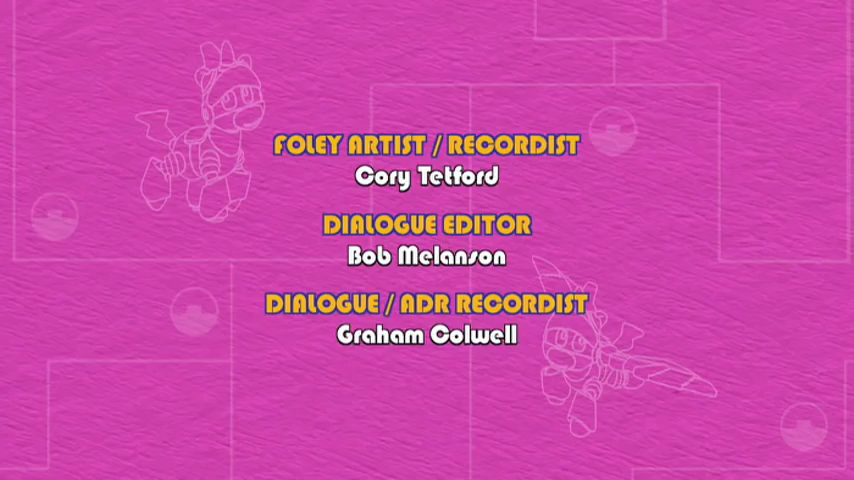 FOLEY ARTIST / RECORDIST
Cory Tetford
DIALOGUE EDITOR
Bob Melanson
DIALOGUE / ADR RECORDIST
Graham Colwell